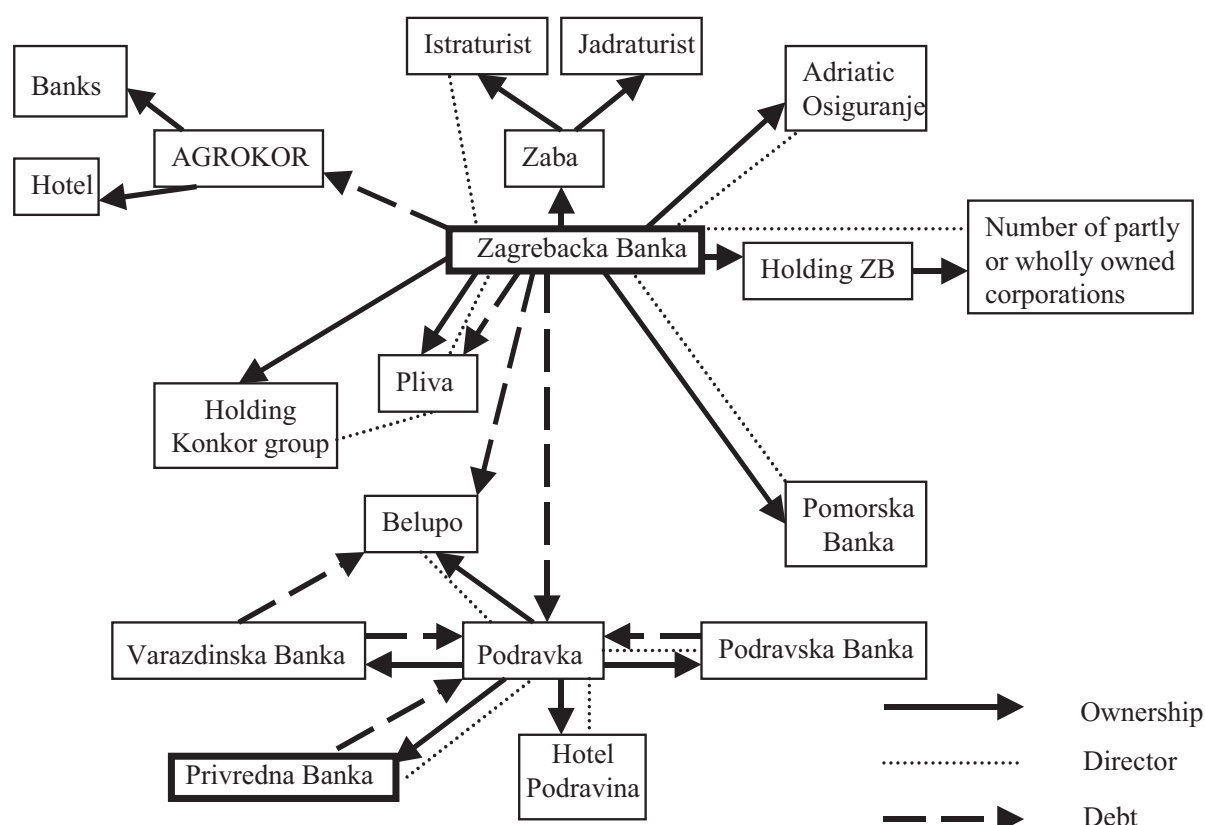 Istraturist
Jadraturist
Banks
Adriatic
Osiguranje
AGROKOR
Zaba
Hotel
Zagrebacka Banka
Number of partly
or wholly owned
corporations
Holding ZB
Pliva
Holding
Konkor group
Belupo
Pomorska
Banka
Varazdinska Banka
Podravka
Podravska Banka
Ownership
Privredna Banka
Hotel
Podravina
Director
Debt